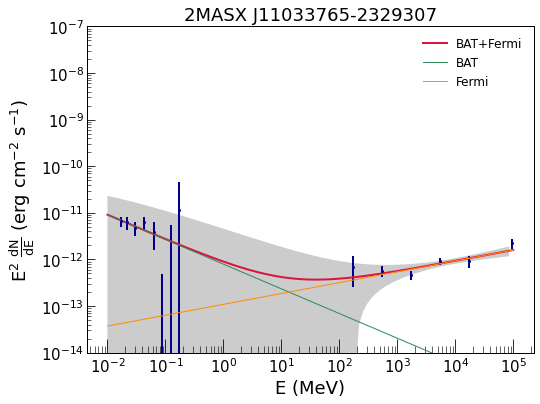 2MASX J11033765-2329307
E² dN/dE (erg cm⁻² s⁻¹)
10⁻⁷
10⁻⁸
10⁻⁹
10⁻¹⁰
10⁻¹¹
10⁻¹²
10⁻¹³
10⁻¹⁴
BAT+Fermi
BAT
Fermi
10⁻² 10⁻¹ 10⁰ 10¹ 10² 10³ 10⁴ 10⁵
E (MeV)